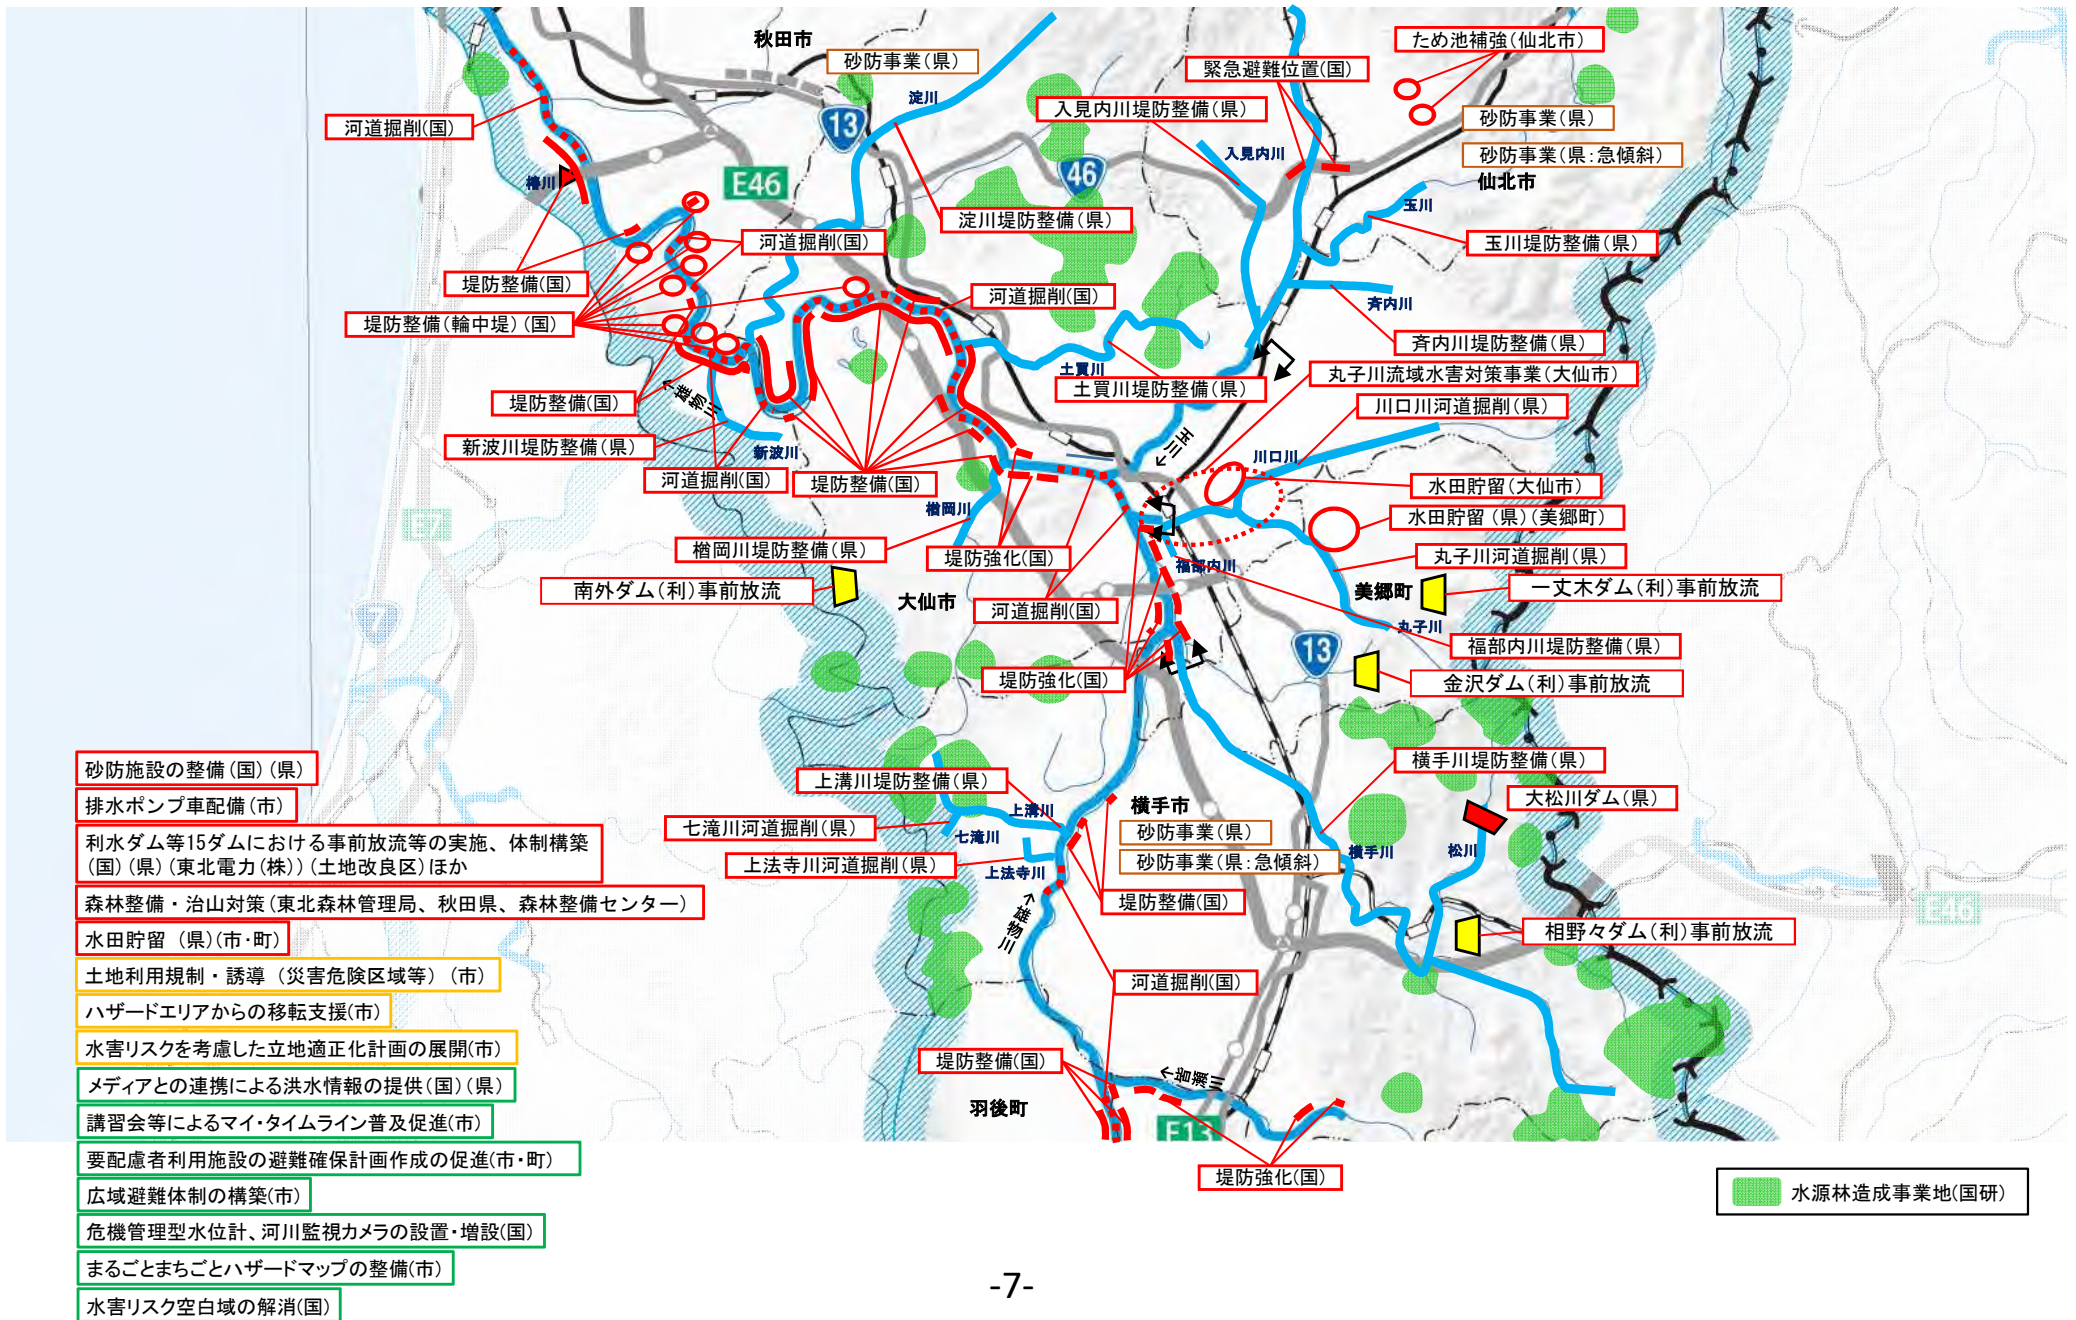 秋田市
砂防事業(県)
ため池補強(仙北市)
緊急避難位置(国)
淀川
入見内川堤防整備(県)
砂防事業(県)
河道掘削(国)
13
入見内川
砂防事業(県:急傾斜)
46
仙北市
椿川
E46
玉川
淀川堤防整備(県)
河道掘削(国)
玉川堤防整備(県)
堤防整備(国)
河道掘削(国)
斉内川
堤防整備(輪中堤)(国)
斉内川堤防整備(県)
土買川
丸子川流域水害対策事業(大仙市)
土買川堤防整備(県)
堤防整備(国)
←雄物川
川口川河道掘削(県)
新波川堤防整備(県)
新波川
←玉川
川口川
河道掘削(国)
堤防整備(国)
水田貯留(大仙市)
楢岡川
水田貯留(県)(美郷町)
E7
楢岡川堤防整備(県)
堤防強化(国)
丸子川河道掘削(県)
福部内川
南外ダム(利)事前放流
大仙市
美郷町
一丈木ダム(利)事前放流
7
河道掘削(国)
丸子川
13
福部内川堤防整備(県)
堤防強化(国)
金沢ダム(利)事前放流
横手川堤防整備(県)
砂防施設の整備(国)(県)
上溝川堤防整備(県)
大松川ダム(県)
排水ポンプ車配備(市)
上溝川
横手市
七滝川河道掘削(県)
七滝川
砂防事業(県)
利水ダム等15ダムにおける事前放流等の実施、体制構築
(国)(県)(東北電力(株))(土地改良区)ほか
上法寺川河道掘削(県)
上法寺川
砂防事業(県:急傾斜)
横手川
松川
森林整備・治山対策(東北森林管理局、秋田県、森林整備センター)
堤防整備(国)
E46
←雄物川
相野々ダム(利)事前放流
水田貯留(県)(市・町)
土地利用規制・誘導(災害危険区域等)(市)
河道掘削(国)
ハザードエリアからの移転支援(市)
水害リスクを考慮した立地適正化計画の展開(市)
堤防整備(国)
←皆瀬川
メディアとの連携による洪水情報の提供(国)(県)
羽後町
講習会等によるマイ・タイムライン普及促進(市)
E13
要配慮者利用施設の避難確保計画作成の促進(市・町)
堤防強化(国)
広域避難体制の構築(市)
水源林造成事業地(国研)
危機管理型水位計、河川監視カメラの設置・増設(国)
まるごとまちごとハザードマップの整備(市)
水害リスク空白域の解消(国)
-7-